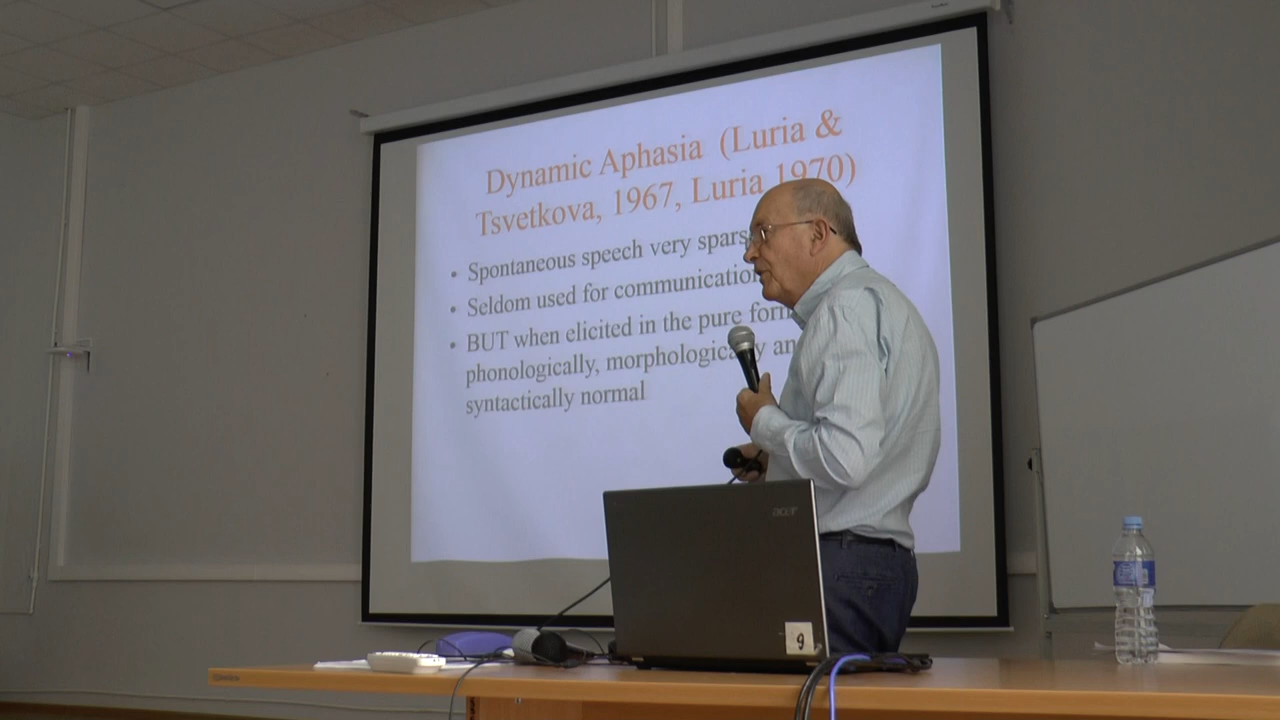 Dynamic Aphasia (Luria &
Tsvetkova, 1967, Luria 1970)
• Spontaneous speech very spars
• Seldom used for communication
• BUT when elicited in the pure form
phonologically, morphologically an
syntactically normal
acer
9